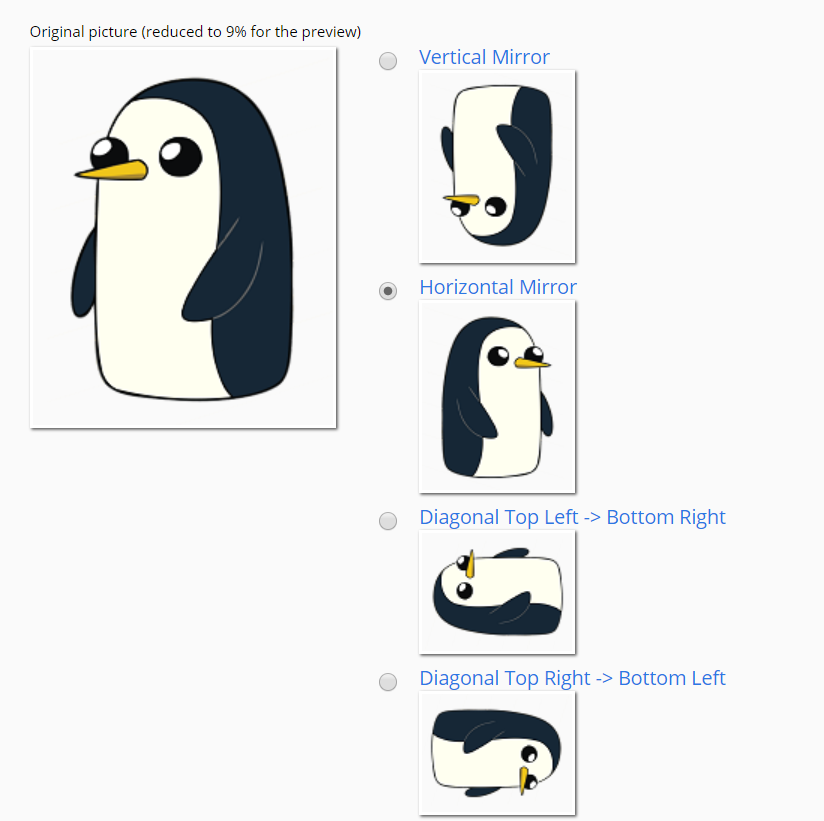 Original picture (reduced to 9% for the preview)
Vertical Mirror
Horizontal Mirror
Diagonal Top Left -> Bottom Right
Diagonal Top Right -> Bottom Left